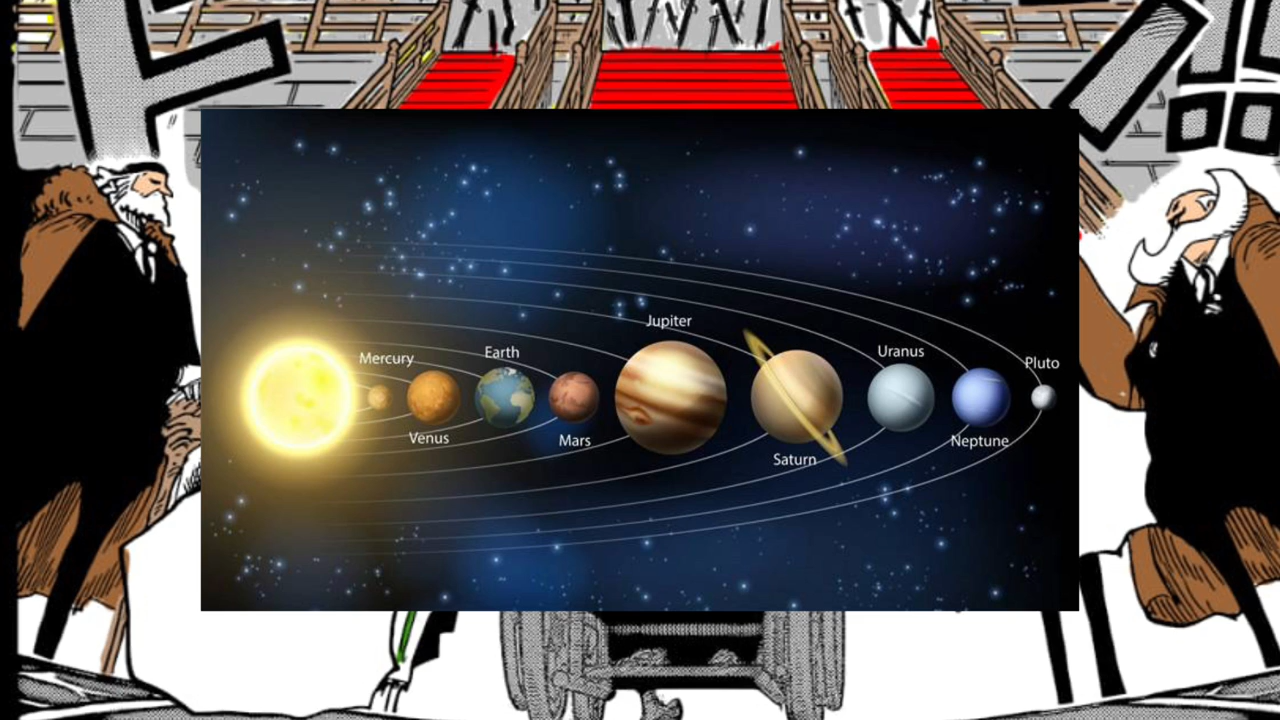 Jupiter
Mercury
Earth
Uranus
Pluto
Venus
Mars
Saturn
Neptune